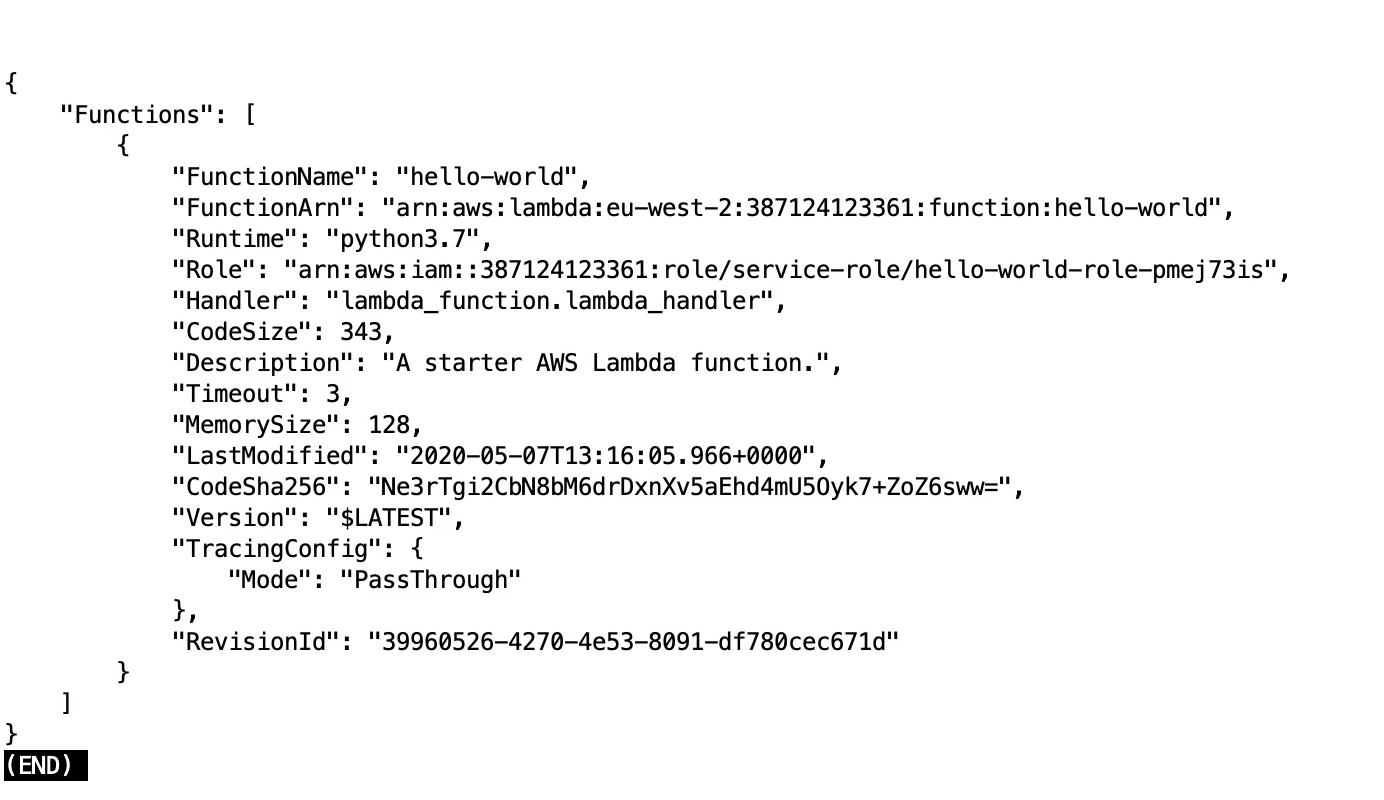 {
    "Functions": [
        {
            "FunctionName": "hello-world",
            "FunctionArn": "arn:aws:lambda:eu-west-2:387124123361:function:hello-world",
            "Runtime": "python3.7",
            "Role": "arn:aws:iam::387124123361:role/service-role/hello-world-role-pmej73is",
            "Handler": "lambda_function.lambda_handler",
            "CodeSize": 343,
            "Description": "A starter AWS Lambda function.",
            "Timeout": 3,
            "MemorySize": 128,
            "LastModified": "2020-05-07T13:16:05.966+0000",
            "CodeSha256": "Ne3rTgi2CbN8bM6drDxnXv5aEhd4mU5Oyk7+ZoZ6sww=",
            "Version": "$LATEST",
            "TracingConfig": {
                "Mode": "PassThrough"
            },
            "RevisionId": "39960526-4270-4e53-8091-df780cec671d"
        }
    ]
}
(END)